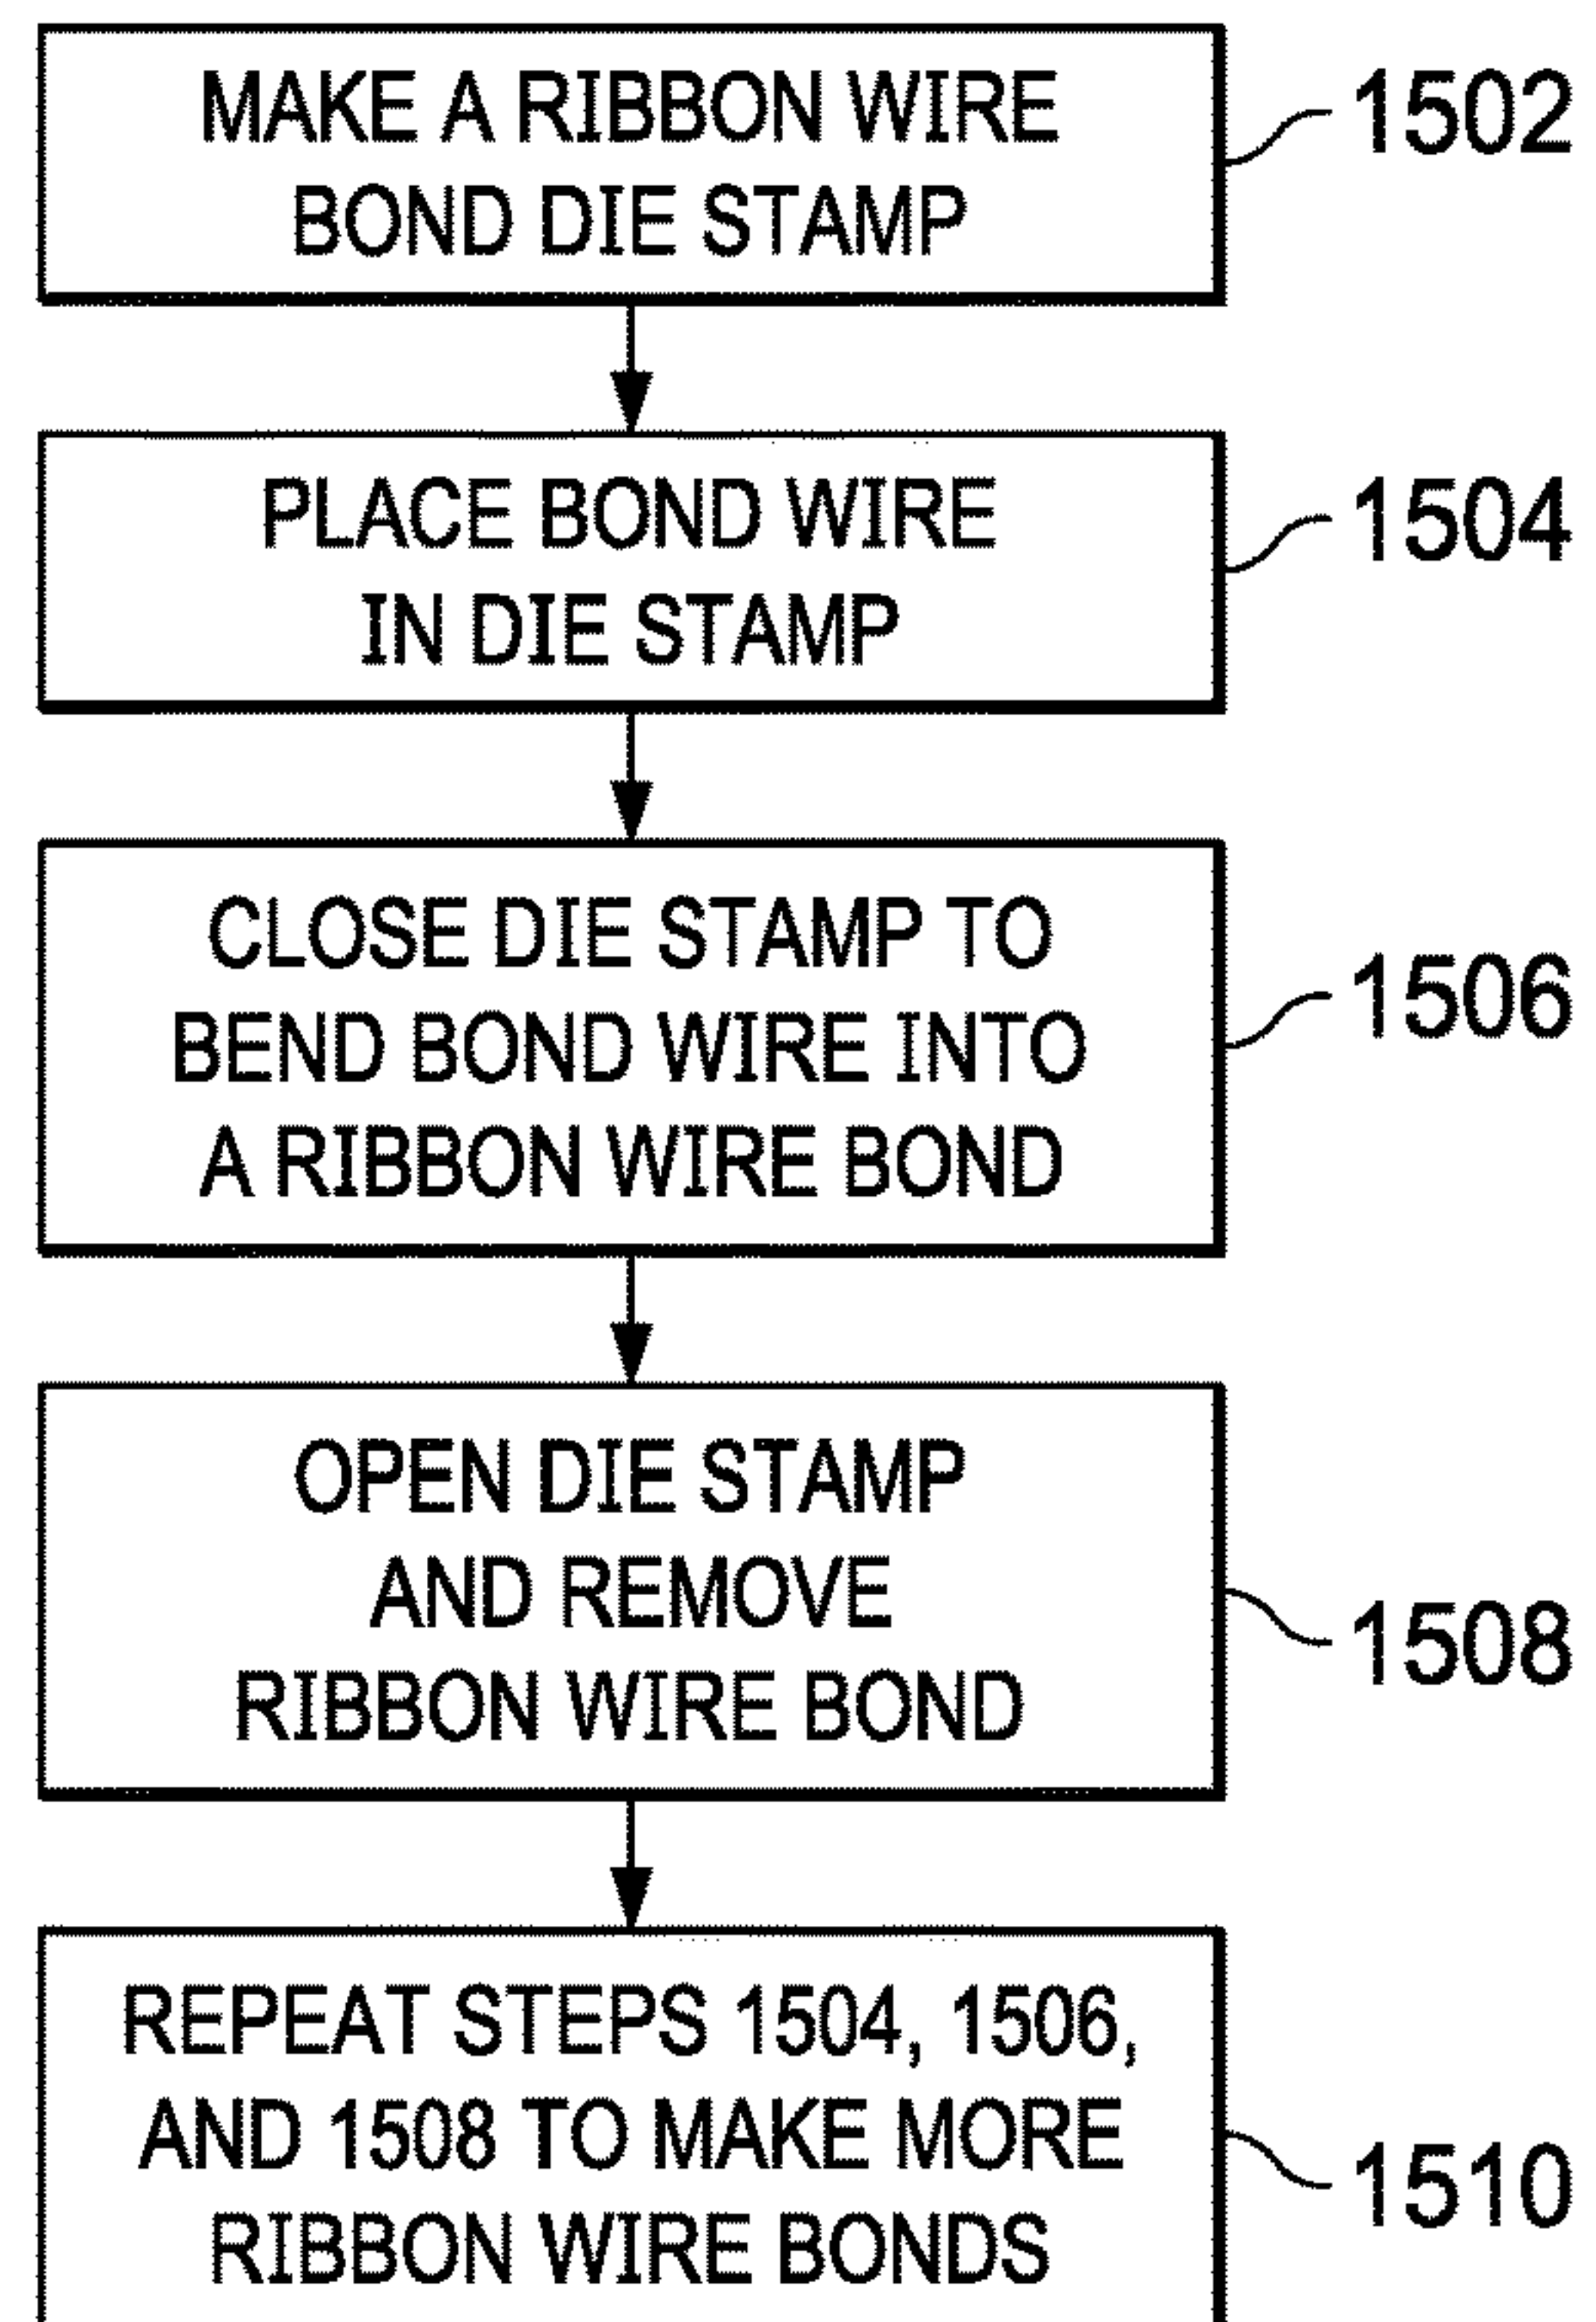 MAKE A RIBBON WIRE
BOND DIE STAMP
1502
PLACE BOND WIRE
IN DIE STAMP
1504
CLOSE DIE STAMP TO
BEND BOND WIRE INTO
A RIBBON WIRE BOND
1506
OPEN DIE STAMP
AND REMOVE
RIBBON WIRE BOND
1508
REPEAT STEPS 1504, 1506,
AND 1508 TO MAKE MORE
RIBBON WIRE BONDS
1510